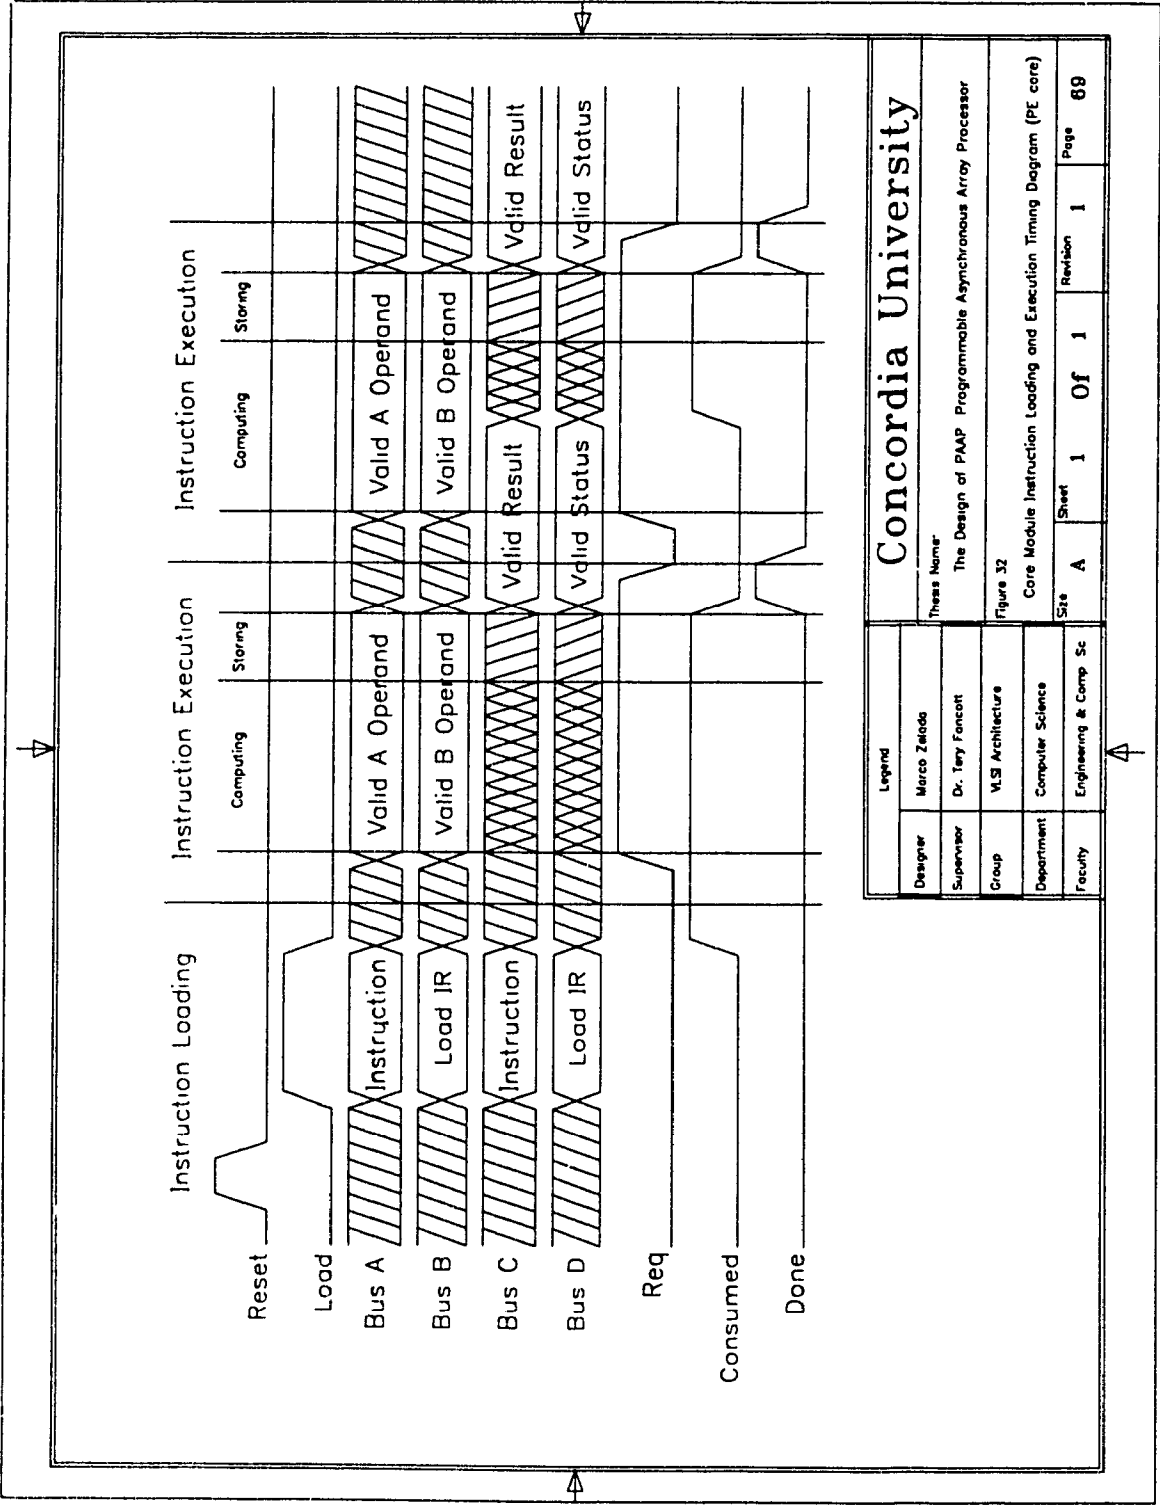 Instruction Loading
Instruction Execution
Instruction Execution
Computing
Storing
Computing
Storing
Reset
Load
Bus A
Instruction
Valid A Operand
Valid A Operand
Bus B
Load IR
Valid B Operand
Valid B Operand
Bus C
Instruction
Valid Result
Valid Result
Bus D
Load IR
Valid Status
Valid Status
Req
Consumed
Done
Legend
Designer
Marco Zelada
Supervisor
Dr. Terry Fancott
Group
VLSI Architecture
Department
Computer Science
Faculty
Engineering & Comp Sc
Concordia University
Thesis Name
The Design of PAAP Programmable Asynchronous Array Processor
Figure 32
Core Module Instruction Loading and Execution Timing Diagram (PE core)
Size
A
Sheet
1 Of 1
Revision
1
Page
69